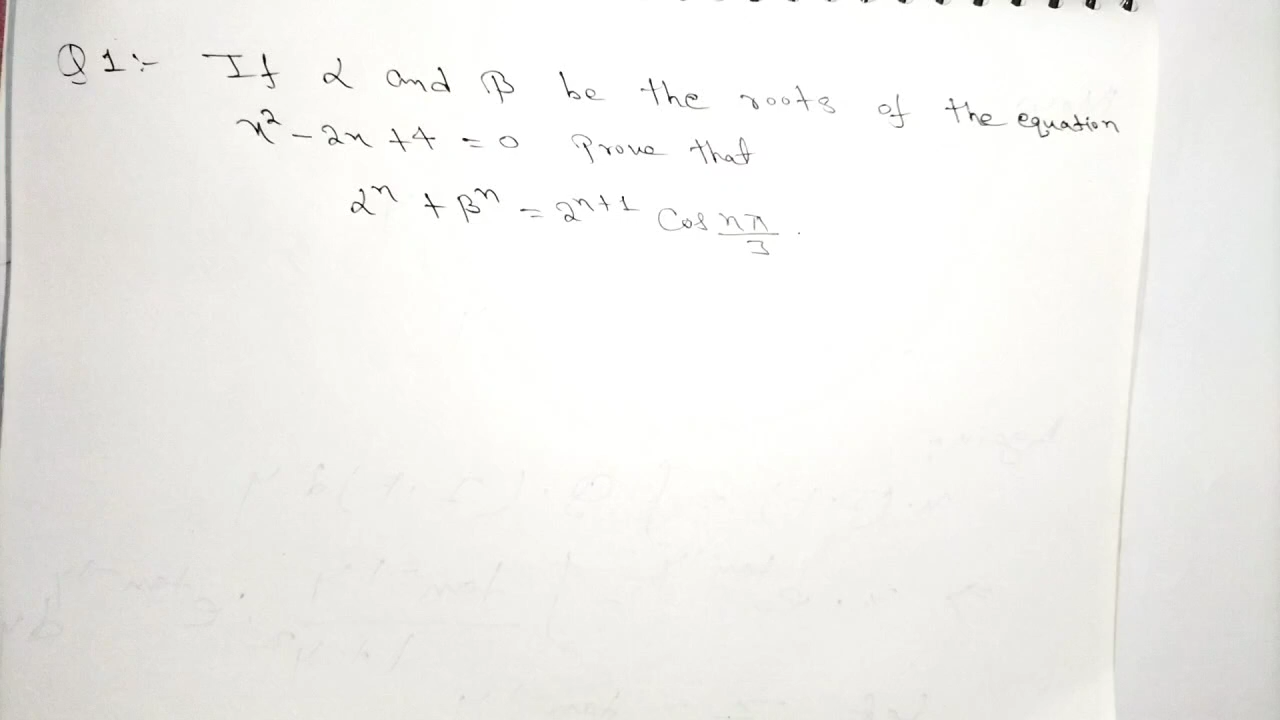 Q1:- If α and β be the roots of the equation
x² - 2x + 4 = 0 Prove that
αⁿ + βⁿ = 2ⁿ⁺¹ Cos nπ/3.